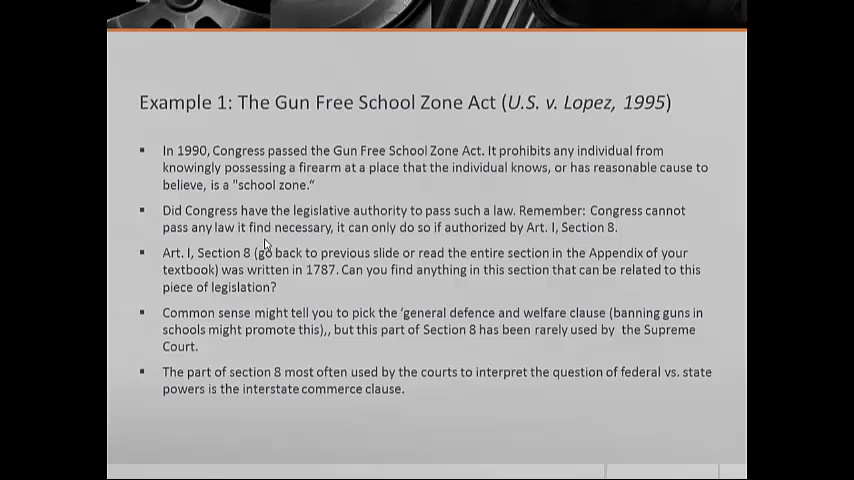 Example 1: The Gun Free School Zone Act (U.S. v. Lopez, 1995)
▪ In 1990, Congress passed the Gun Free School Zone Act. It prohibits any individual from
knowingly possessing a firearm at a place that the individual knows, or has reasonable cause to
believe, is a "school zone.“
▪ Did Congress have the legislative authority to pass such a law. Remember: Congress cannot
pass any law it find necessary, it can only do so if authorized by Art. I, Section 8.
▪ Art. I, Section 8 (go back to previous slide or read the entire section in the Appendix of your
textbook) was written in 1787. Can you find anything in this section that can be related to this
piece of legislation?
▪ Common sense might tell you to pick the ‘general defence and welfare clause (banning guns in
schools might promote this),, but this part of Section 8 has been rarely used by the Supreme
Court.
▪ The part of section 8 most often used by the courts to interpret the question of federal vs. state
powers is the interstate commerce clause.